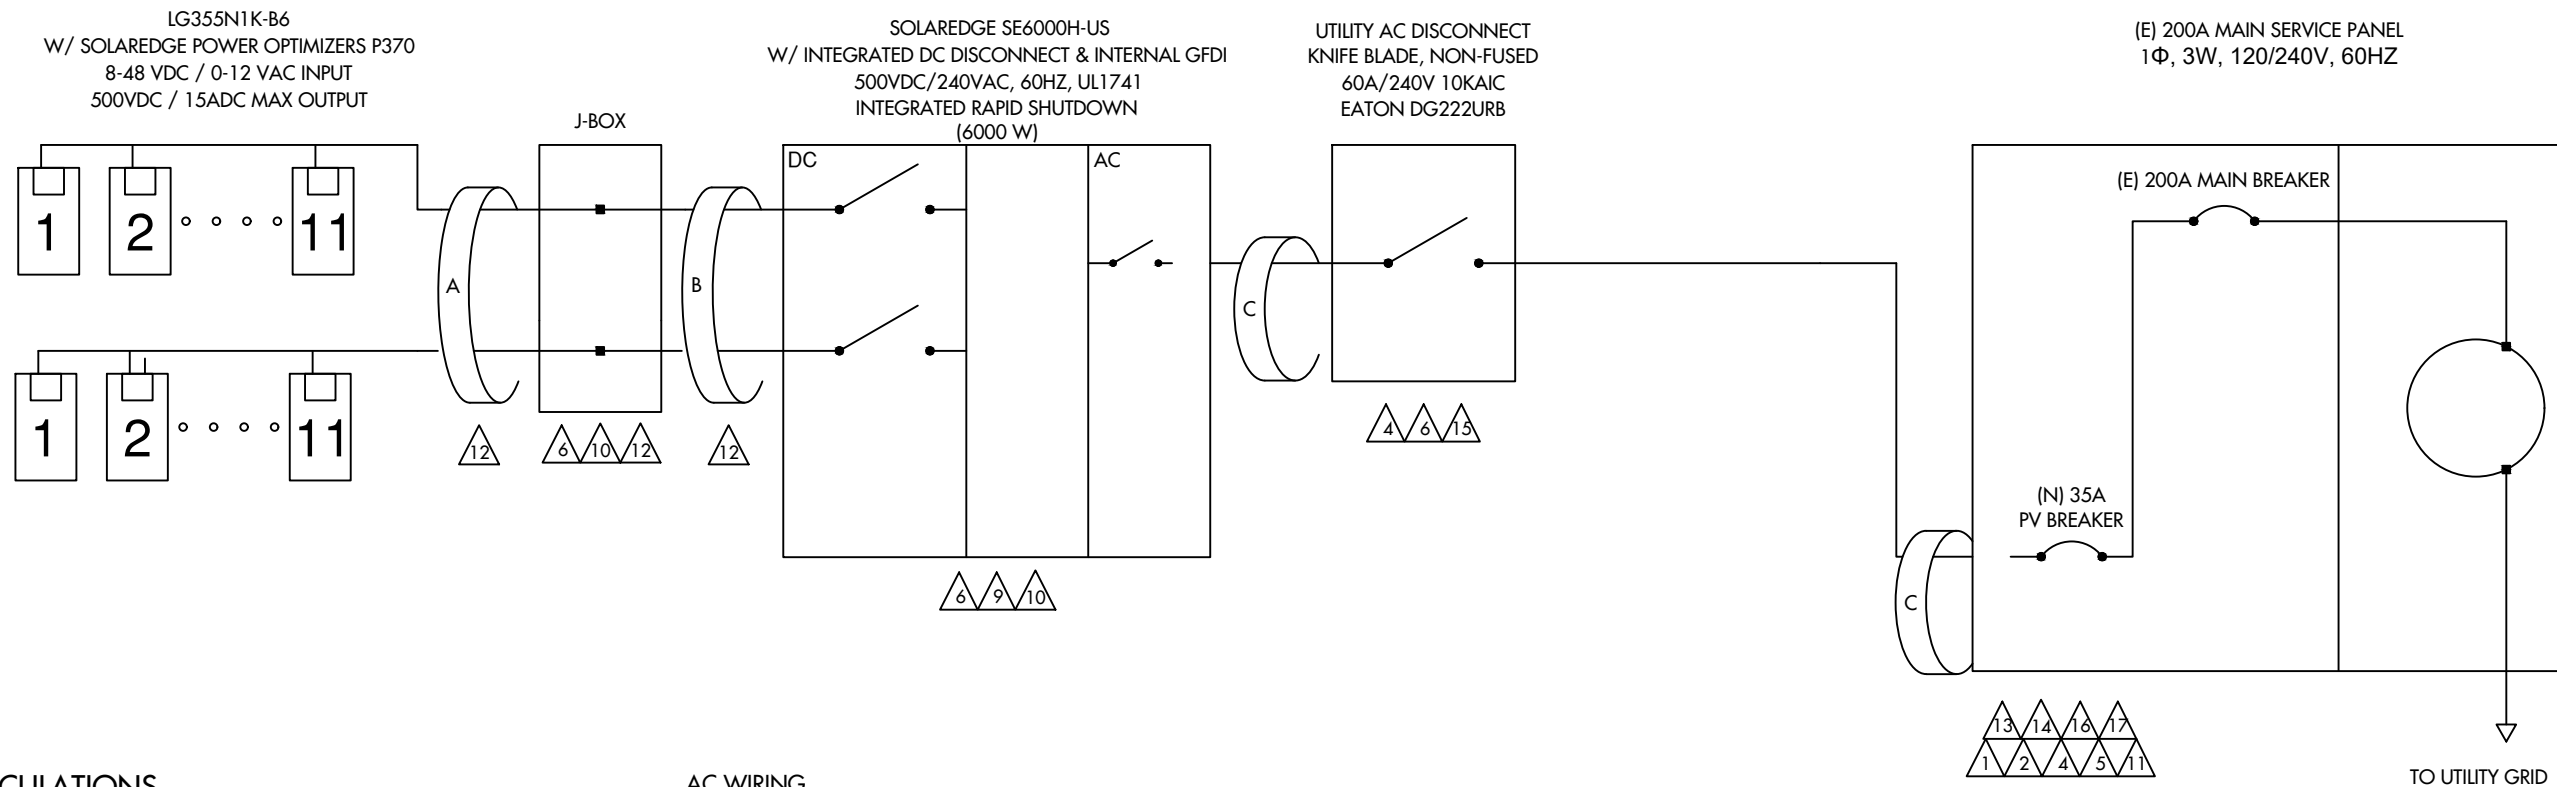 LG355N1K-B6
W/ SOLAREDGE POWER OPTIMIZERS P370
8-48 VDC / 0-12 VAC INPUT
500VDC / 15ADC MAX OUTPUT
J-BOX
SOLAREDGE SE6000H-US
W/ INTEGRATED DC DISCONNECT & INTERNAL GFDI
500VDC/240VAC, 60HZ, UL1741
INTEGRATED RAPID SHUTDOWN
(6000 W)
UTILITY AC DISCONNECT
KNIFE BLADE, NON-FUSED
60A/240V 10KAIC
EATON DG222URB
(E) 200A MAIN SERVICE PANEL
1Φ, 3W, 120/240V, 60HZ
DC
AC
(E) 200A MAIN BREAKER
1 2 11
A
B
C
1 2 11
12
6 10 12
12
4 6 15
(N) 35A
PV BREAKER
6 9 10
C
13 14 16 17
1 2 4 5 11
TO UTILITY GRID
CULATIONS
AC WIRING